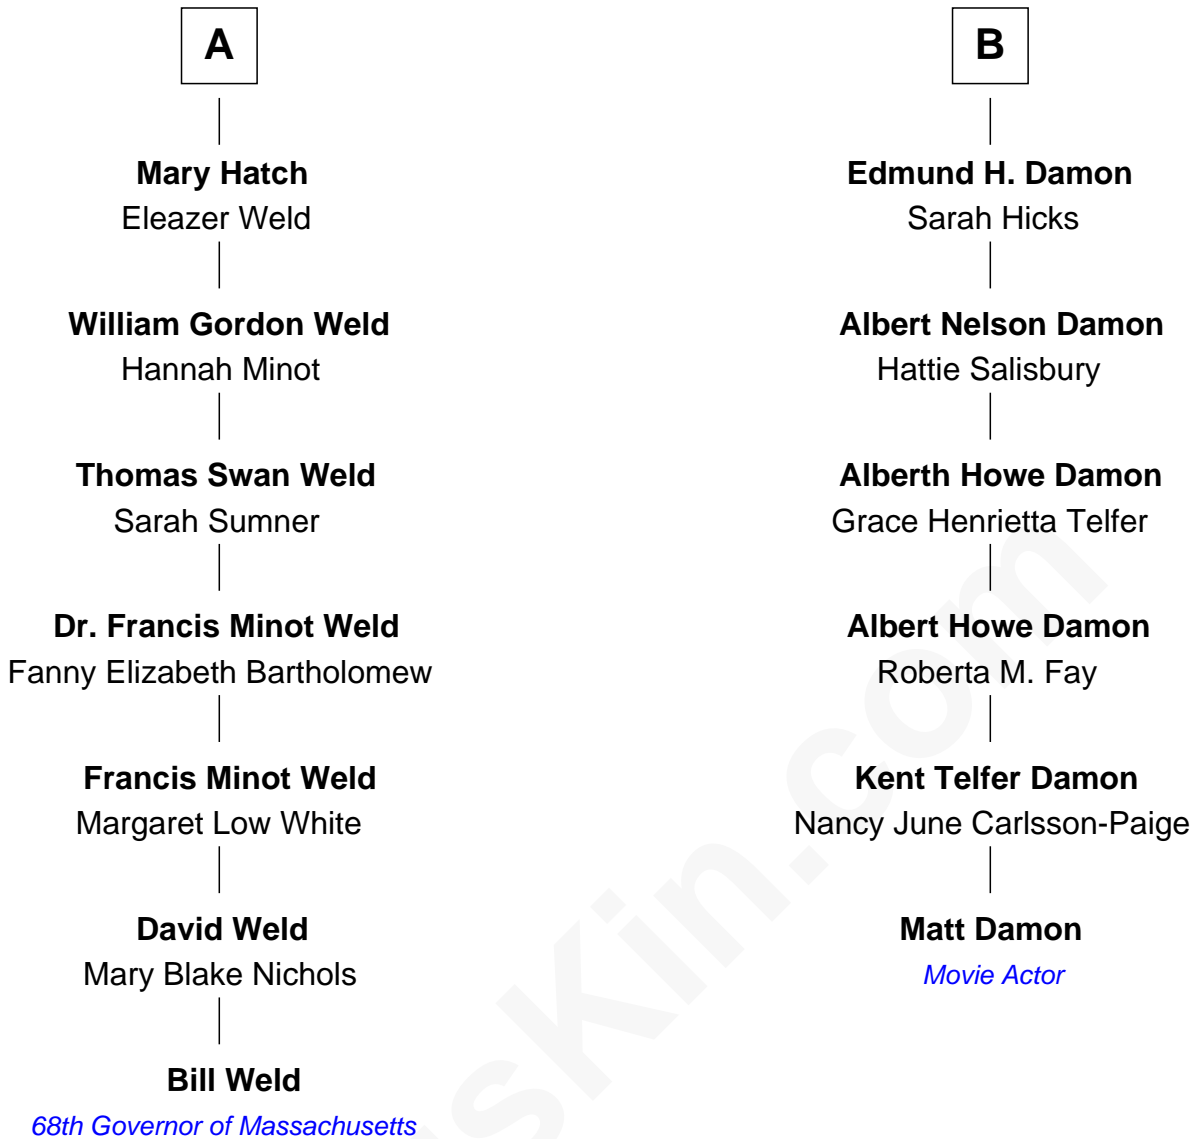 A
Mary Hatch
Eleazer Weld
William Gordon Weld
Hannah Minot
Thomas Swan Weld
Sarah Sumner
Dr. Francis Minot Weld
Fanny Elizabeth Bartholomew
Francis Minot Weld
Margaret Low White
David Weld
Mary Blake Nichols
Bill Weld
68th Governor of Massachusetts
B
Edmund H. Damon
Sarah Hicks
Albert Nelson Damon
Hattie Salisbury
Alberth Howe Damon
Grace Henrietta Telfer
Albert Howe Damon
Roberta M. Fay
Kent Telfer Damon
Nancy June Carlsson-Paige
Matt Damon
Movie Actor
usKin.com